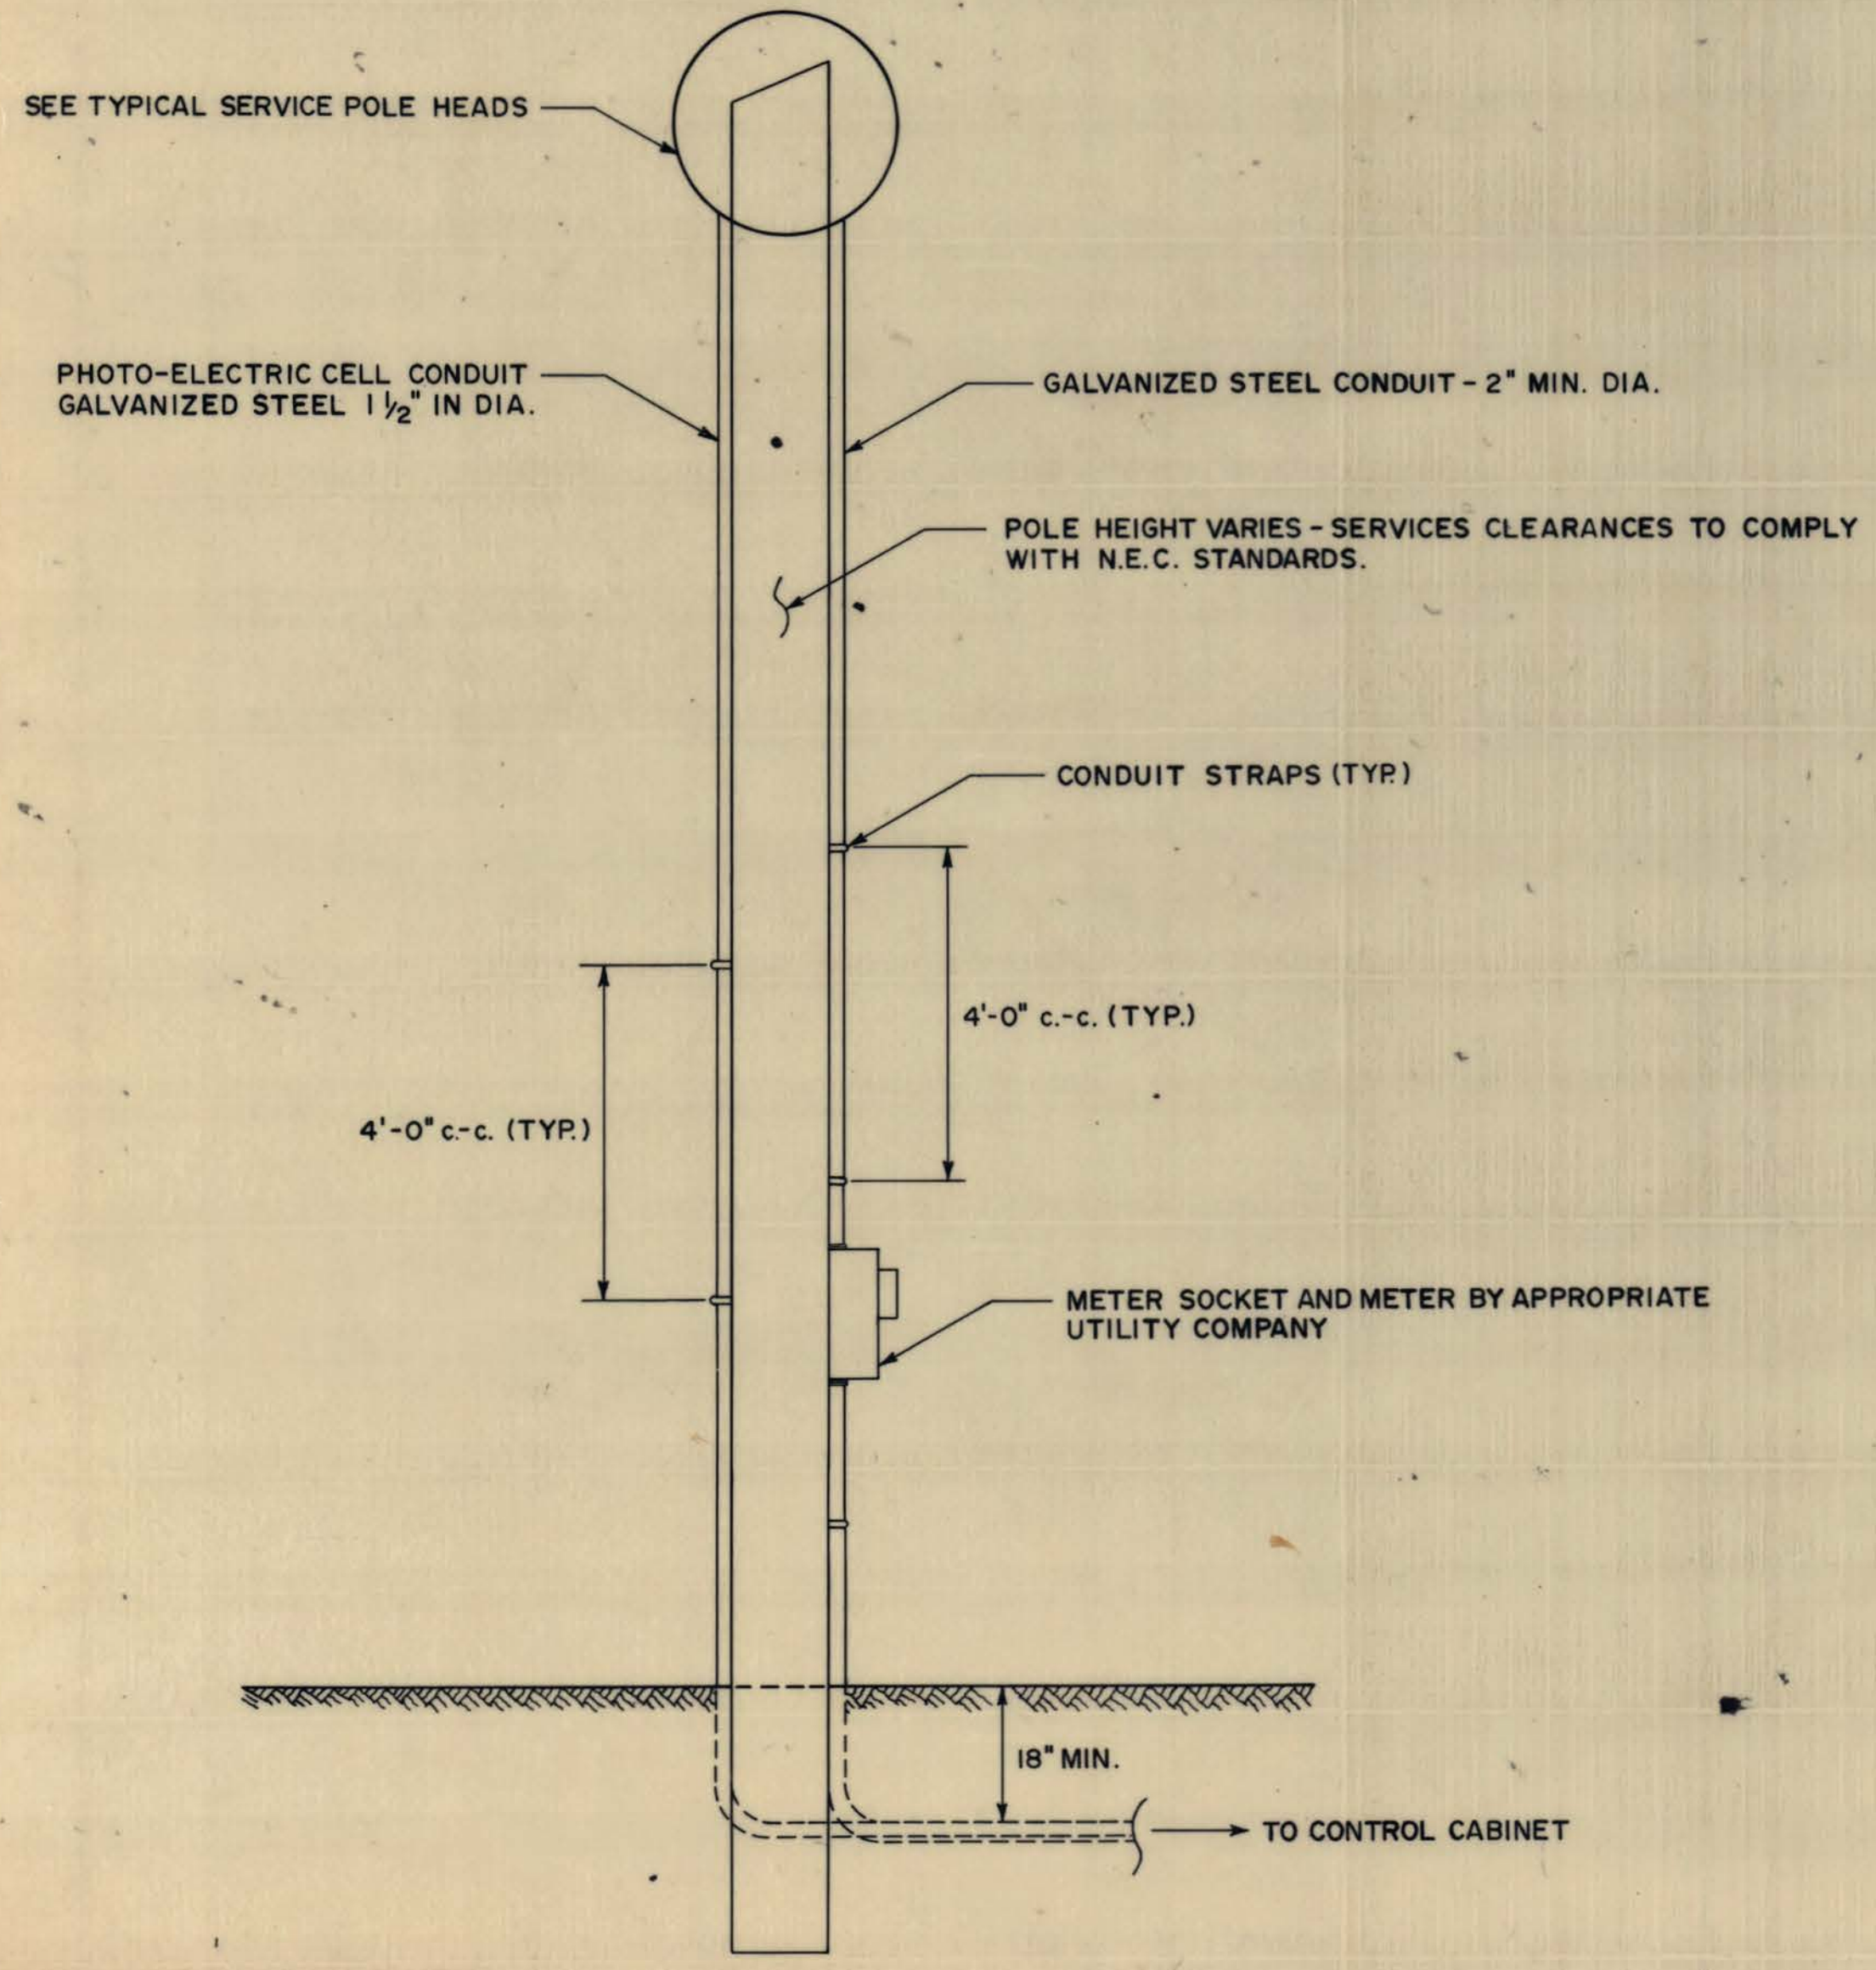 SEE TYPICAL SERVICE POLE HEADS
PHOTO-ELECTRIC CELL CONDUIT
GALVANIZED STEEL 1 1/2" IN DIA.
GALVANIZED STEEL CONDUIT - 2" MIN. DIA.
POLE HEIGHT VARIES - SERVICES CLEARANCES TO COMPLY
WITH N.E.C. STANDARDS.
CONDUIT STRAPS (TYP.)
4'-0" c.-c. (TYP.)
4'-0" c.-c. (TYP.)
METER SOCKET AND METER BY APPROPRIATE
UTILITY COMPANY
18" MIN.
TO CONTROL CABINET